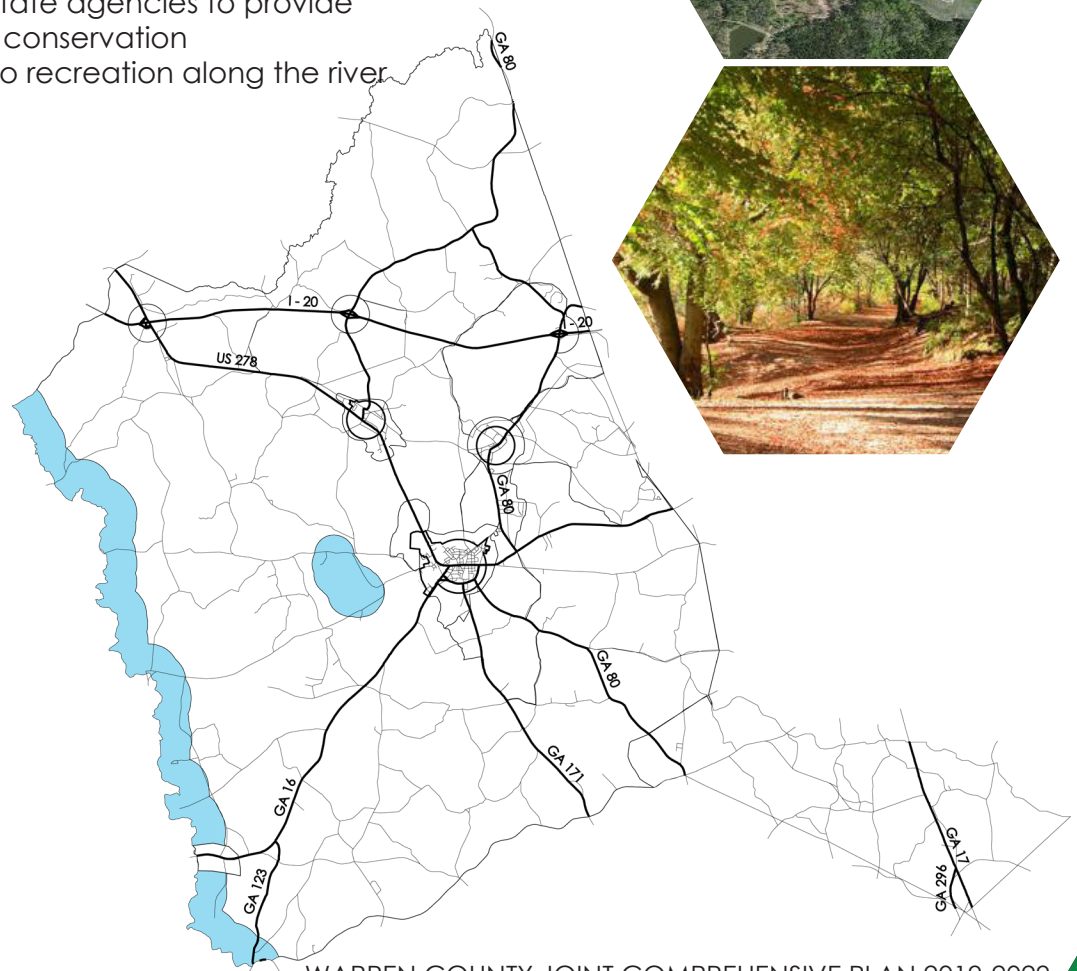 tate agencies to provide
conservation
o recreation along the river
GA 80
I - 20
- 20
US 278
GA 80
GA 80
GA 171
GA 16
GA 123
GA 17
GA 296
WARREN COUNTY JOINT COMPREHENSIVE PLAN